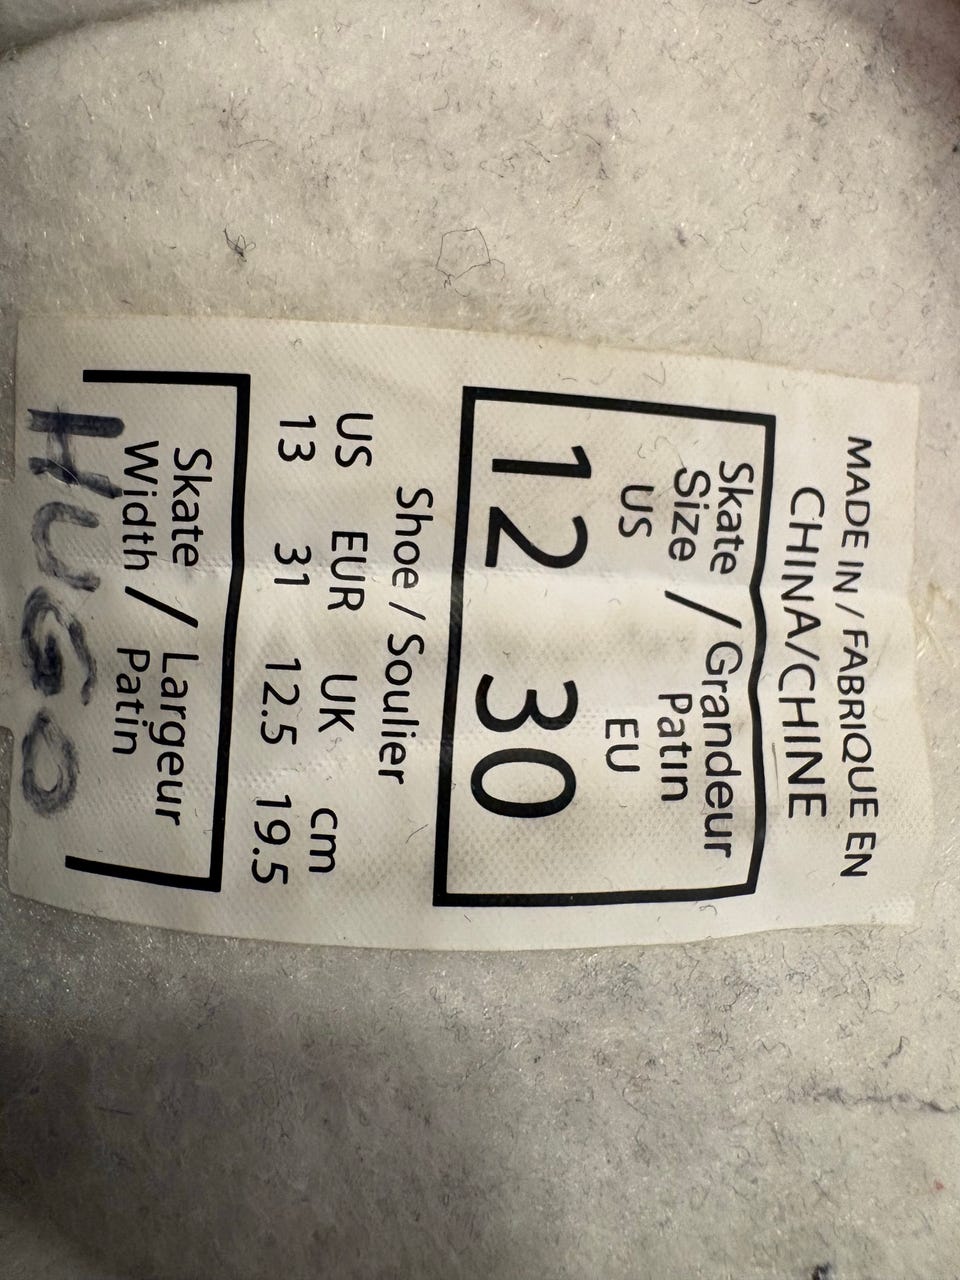 MADE IN / FABRIQUE EN
CHINA/CHINE
Skate / Grandeur
Size / Patin
US EU
12 30
Shoe / Soulier
US EUR UK cm
13 31 12.5 19.5
Skate / Largeur
Width / Patin
HUGO